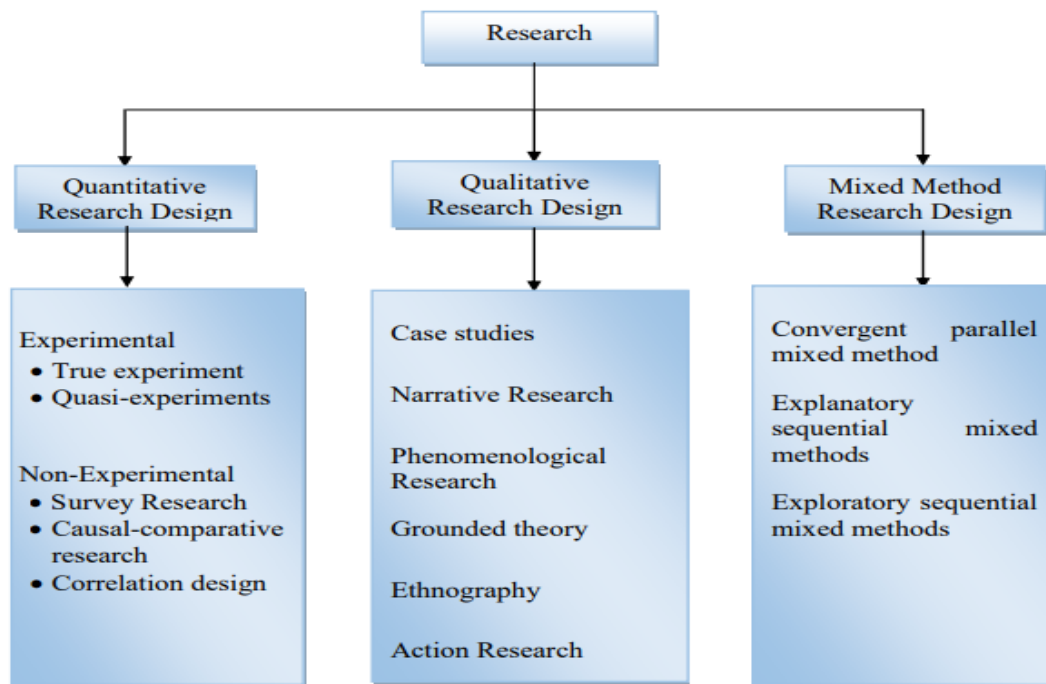 Research
Quantitative
Research Design
Qualitative
Research Design
Mixed Method
Research Design
Experimental
• True experiment
• Quasi-experiments
Non-Experimental
• Survey Research
• Causal-comparative
research
• Correlation design
Case studies
Narrative Research
Phenomenological
Research
Grounded theory
Ethnography
Action Research
Convergent parallel
mixed method
Explanatory
sequential mixed
methods
Exploratory sequential
mixed methods